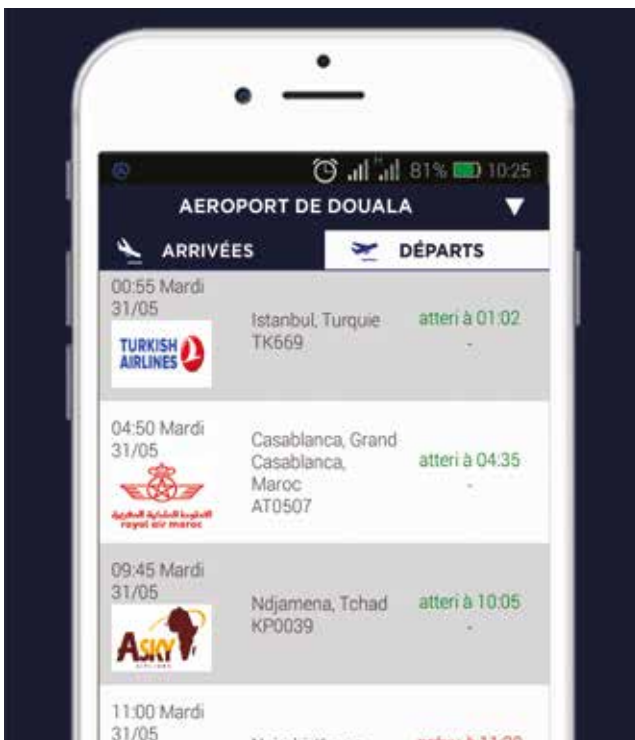 81% 10:25
AEROPORT DE DOUALA
ARRIVÉES
DÉPARTS
00:55 Mardi
31/05
TURKISH
AIRLINES
Istanbul, Turquie
TK669
atteri à 01:02
-
04:50 Mardi
31/05
royal air maroc
Casablanca, Grand
Casablanca,
Maroc
AT0507
atteri à 04:35
-
09:45 Mardi
31/05
ASKY
AIRLINES
Ndjamena, Tchad
KP0039
atteri à 10:05
-
11:00 Mardi
31/05